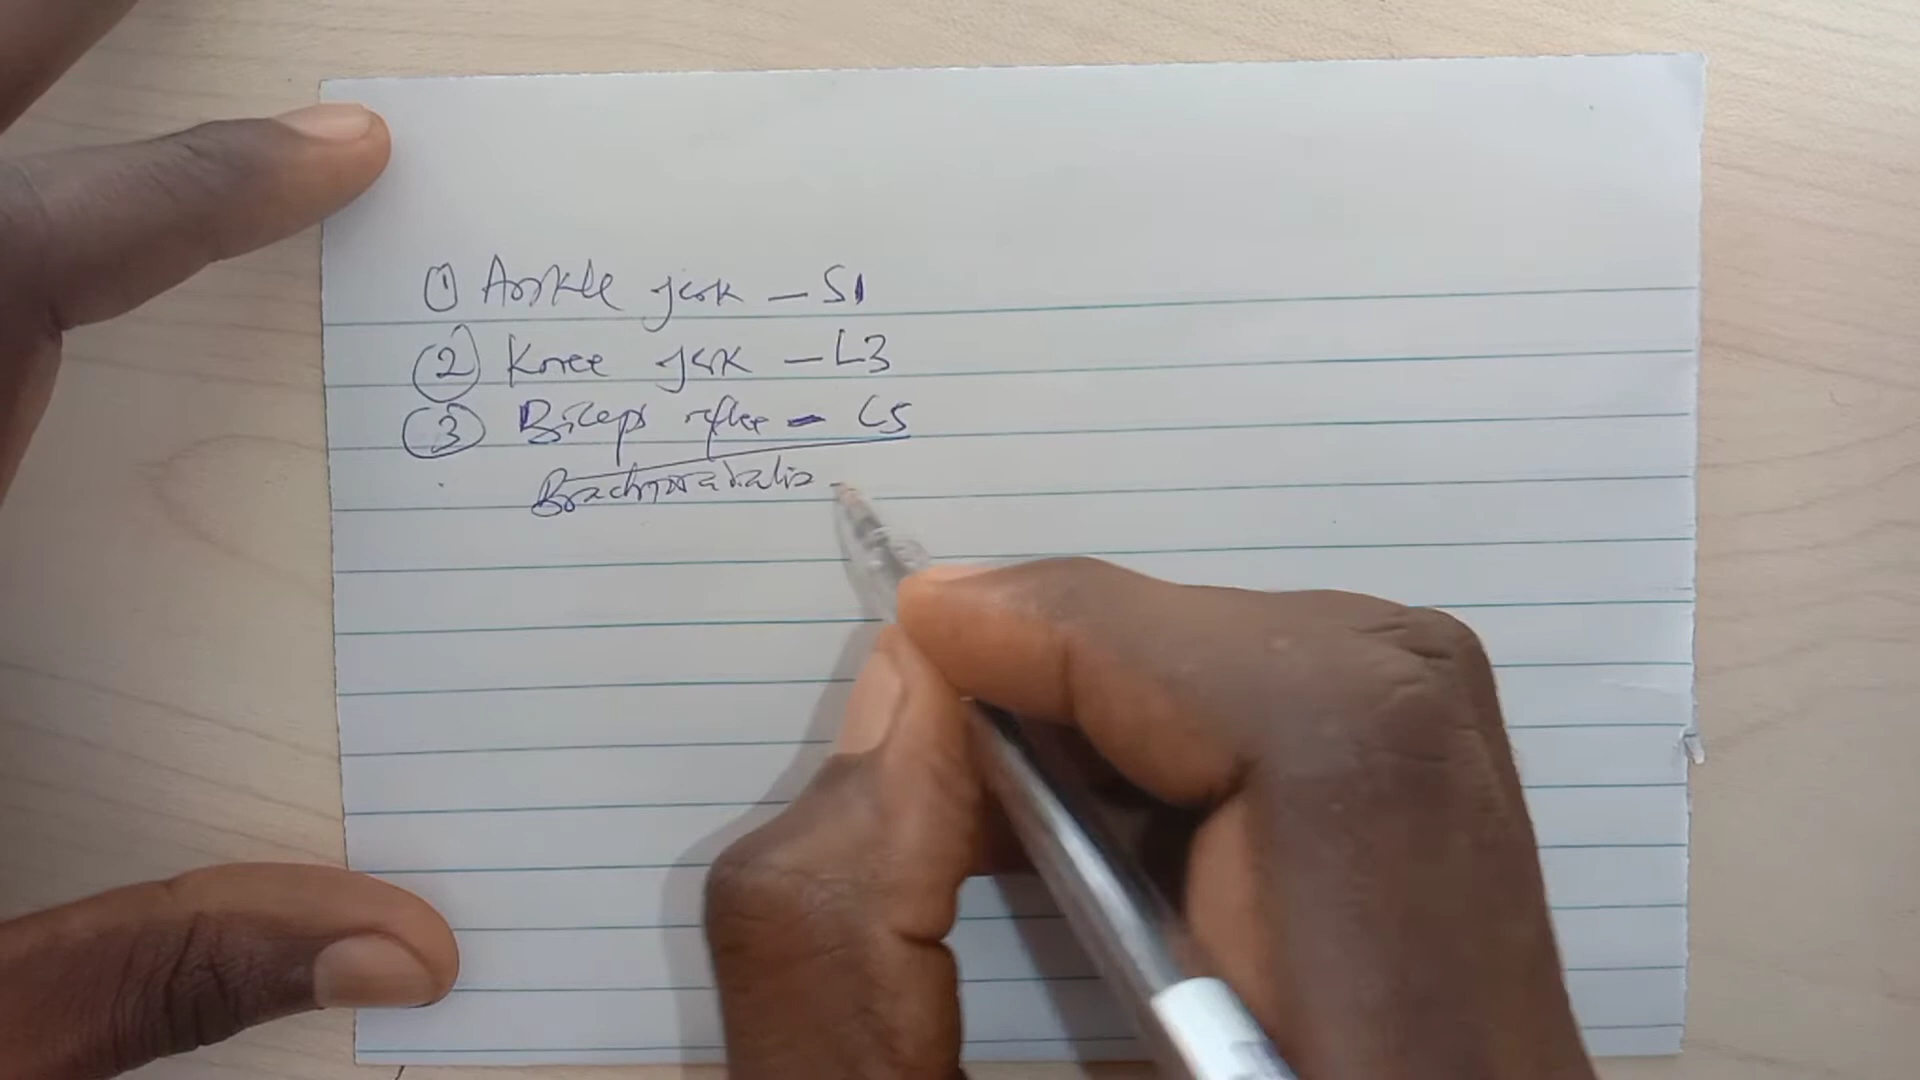 ① Ankle jerk - S1
② Knee jerk - L3
③ Biceps reflex - C5
Brachioradialis -